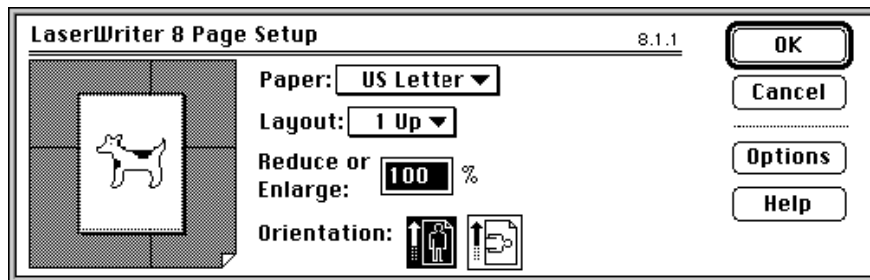 LaserWriter 8 Page Setup 8.1.1 OK
Paper: US Letter Cancel
Layout: 1 Up
Reduce or Enlarge: 100 % Options
Orientation: Help